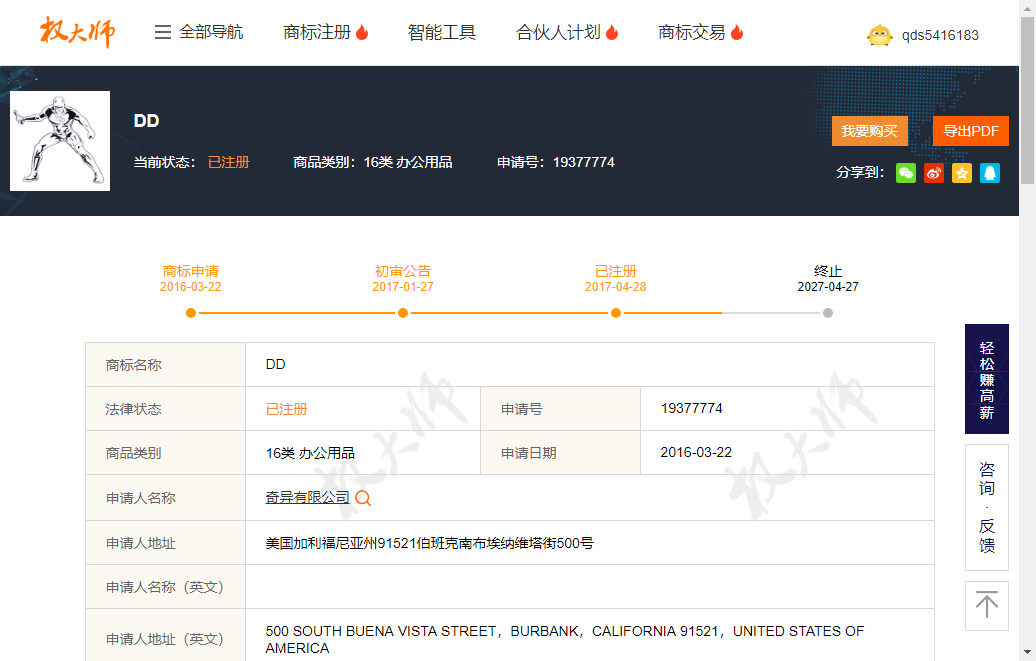 权大师 全部导航 商标注册 智能工具 合伙人计划 商标交易 qds5416183
DD
我要购买 导出PDF
当前状态： 已注册 商品类别：16类 办公用品 申请号：19377774
分享到：
商标申请 初审公告 已注册 终止
2016-03-22 2017-01-27 2017-04-28 2027-04-27
商标名称 DD
法律状态 已注册 申请号 19377774
商品类别 16类 办公用品 申请日期 2016-03-22
申请人名称 奇异有限公司
申请人地址 美国加利福尼亚州91521伯班克南布埃纳维塔街500号
申请人名称（英文）
申请人地址（英文） 500 SOUTH BUENA VISTA STREET，BURBANK，CALIFORNIA 91521，UNITED STATES OF
AMERICA
权大师 权大师
轻松赚高薪
咨询·反馈